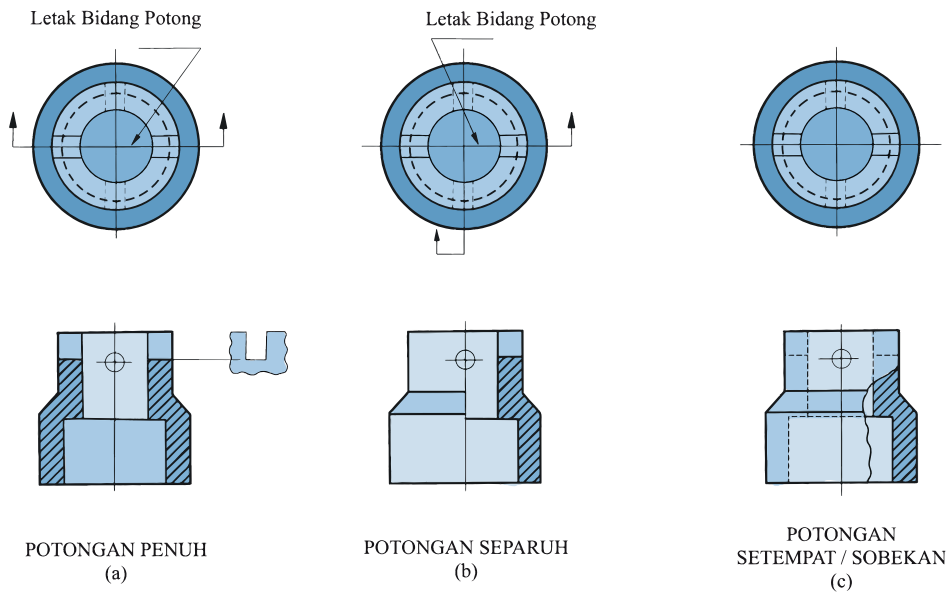 Letak Bidang Potong
Letak Bidang Potong
POTONGAN PENUH
(a)
POTONGAN SEPARUH
(b)
POTONGAN
SETEMPAT / SOBEKAN
(c)